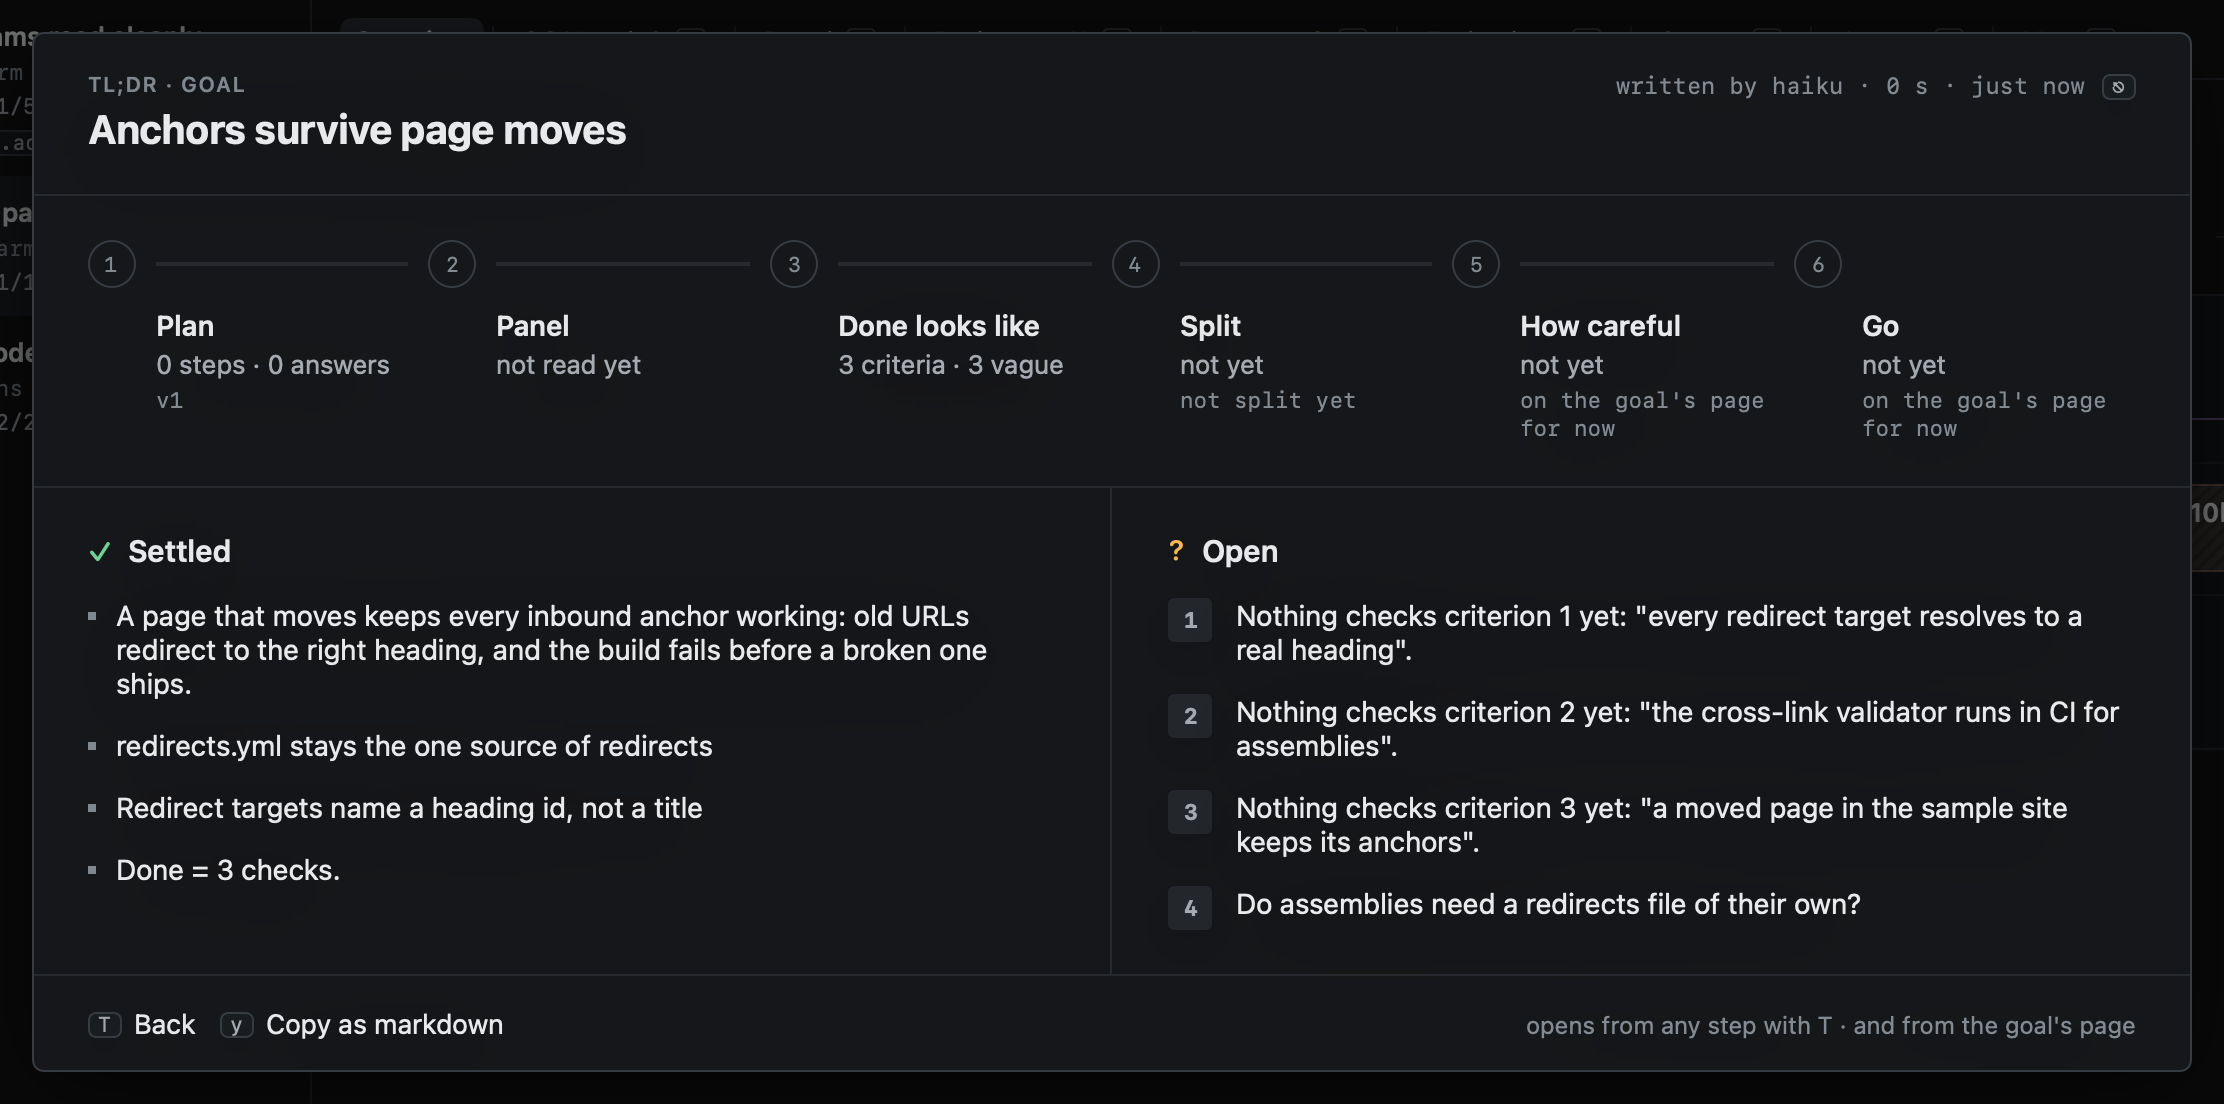 TL;DR · GOAL
written by haiku · 0 s · just now
Anchors survive page moves
1
2
3
4
5
6
Plan
0 steps · 0 answers
v1
Panel
not read yet
Done looks like
3 criteria · 3 vague
Split
not yet
not split yet
How careful
not yet
on the goal's page
for now
Go
not yet
on the goal's page
for now
✓ Settled
A page that moves keeps every inbound anchor working: old URLs
redirect to the right heading, and the build fails before a broken one
ships.
redirects.yml stays the one source of redirects
Redirect targets name a heading id, not a title
Done = 3 checks.
? Open
1 Nothing checks criterion 1 yet: "every redirect target resolves to a
real heading".
2 Nothing checks criterion 2 yet: "the cross-link validator runs in CI for
assemblies".
3 Nothing checks criterion 3 yet: "a moved page in the sample site
keeps its anchors".
4 Do assemblies need a redirects file of their own?
T Back y Copy as markdown
opens from any step with T · and from the goal's page